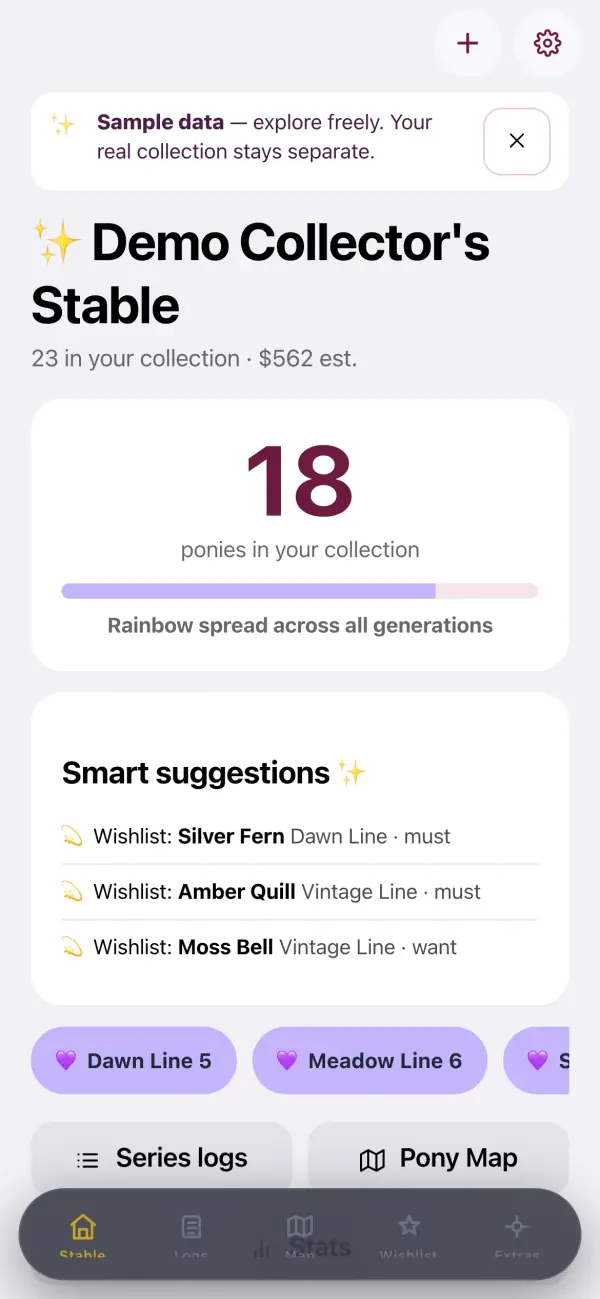 Sample data — explore freely. Your
real collection stays separate.
✨ Demo Collector's
Stable
23 in your collection · $562 est.
18
ponies in your collection
Rainbow spread across all generations
Smart suggestions ✨
💫 Wishlist: Silver Fern Dawn Line · must
💫 Wishlist: Amber Quill Vintage Line · must
💫 Wishlist: Moss Bell Vintage Line · want
💜 Dawn Line 5
💜 Meadow Line 6
💜 S
Series logs
Pony Map
Stats
Stable
Logs
Map
Wishlist
Extras